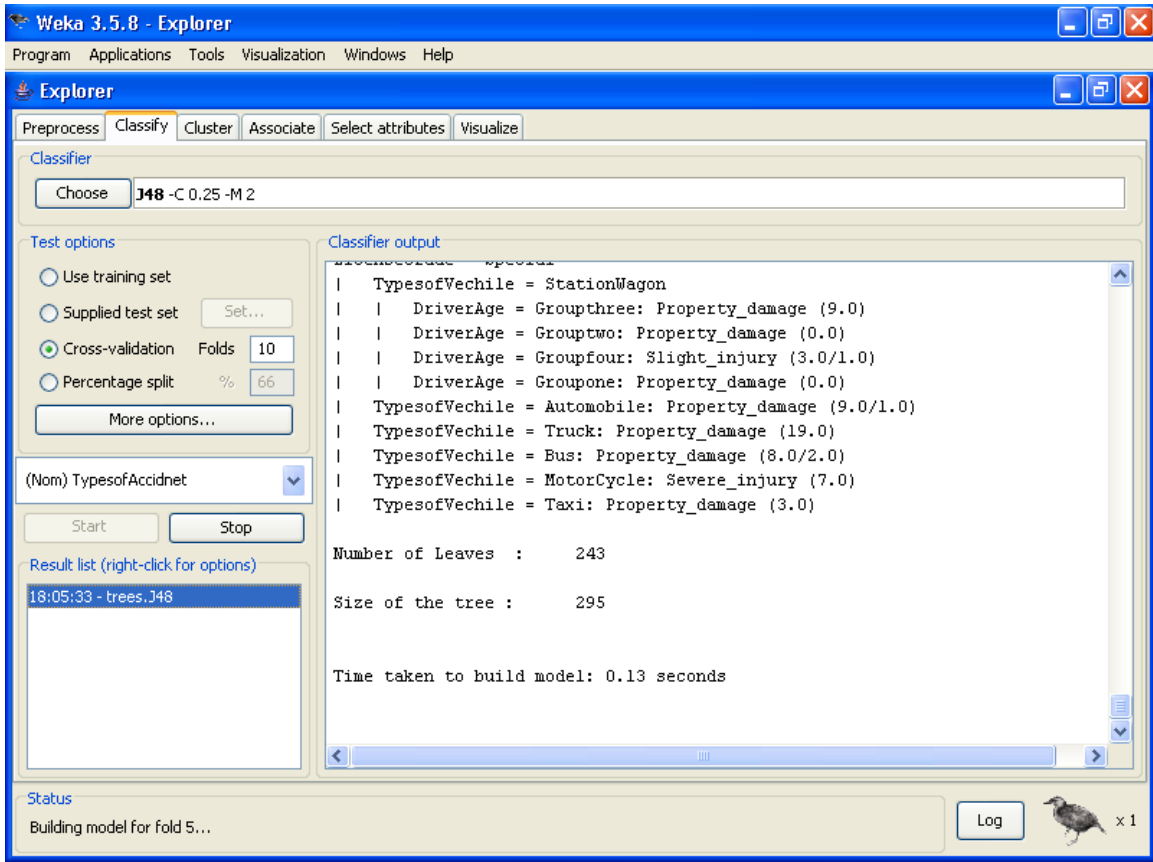 Weka 3.5.8 - Explorer
Program Applications Tools Visualization Windows Help
Explorer
Preprocess Classify Cluster Associate Select attributes Visualize
Classifier
Choose J48 -C 0.25 -M 2
Test options
Use training set
Supplied test set Set...
Cross-validation Folds 10
Percentage split % 66
More options...
(Nom) TypesofAccidnet
Start Stop
Result list (right-click for options)
18:05:33 - trees.J48
Classifier output
| TypesofVechile = StationWagon
| | DriverAge = Groupthree: Property_damage (9.0)
| | DriverAge = Grouptwo: Property_damage (0.0)
| | DriverAge = Groupfour: Slight_injury (3.0/1.0)
| | DriverAge = Groupone: Property_damage (0.0)
| TypesofVechile = Automobile: Property_damage (9.0/1.0)
| TypesofVechile = Truck: Property_damage (19.0)
| TypesofVechile = Bus: Property_damage (8.0/2.0)
| TypesofVechile = MotorCycle: Severe_injury (7.0)
| TypesofVechile = Taxi: Property_damage (3.0)
Number of Leaves : 243
Size of the tree : 295
Time taken to build model: 0.13 seconds
Status
Building model for fold 5...
Log
x 1